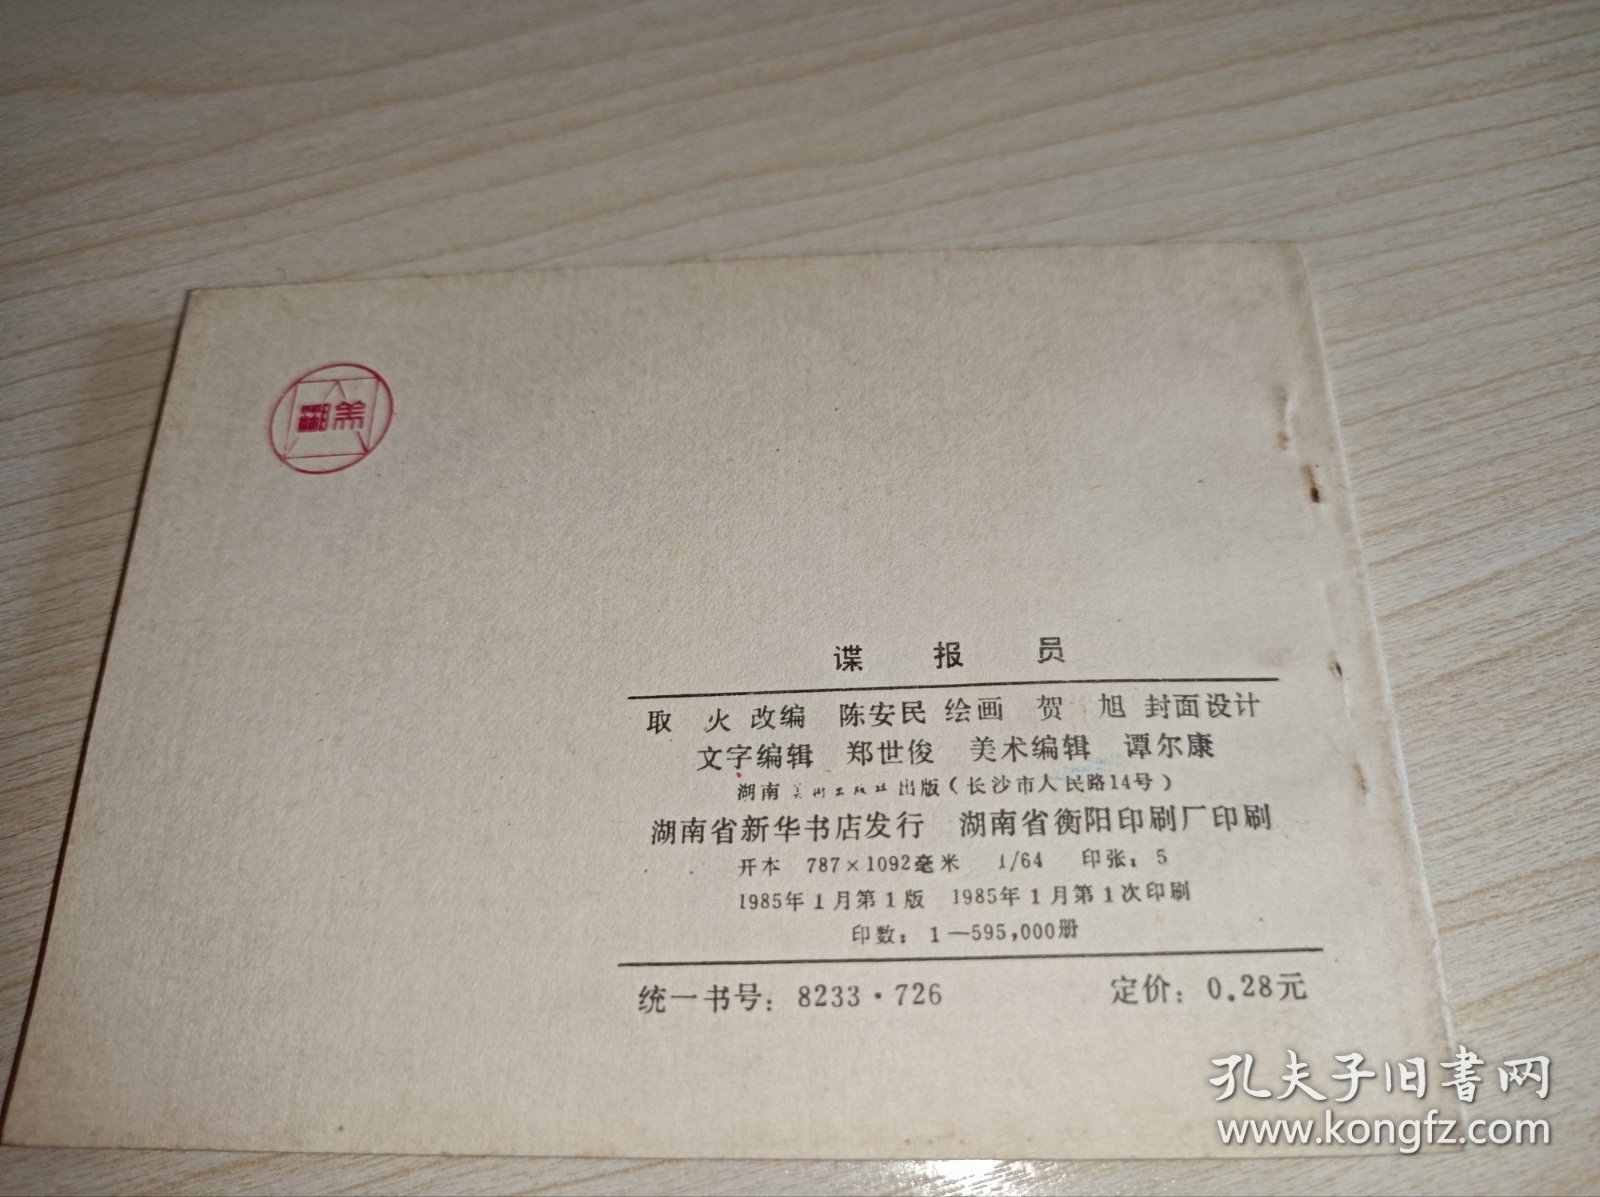 湘美
谍报员
取火 改编 陈安民 绘画 贺旭 封面设计
文字编辑 郑世俊 美术编辑 谭尔康
湖南美术出版社出版（长沙市人民路14号）
湖南省新华书店发行 湖南省衡阳印刷厂印刷
开本 787×1092毫米 1/64 印张：5
1985年1月第1版 1985年1月第1次印刷
印数：1—595,000册
统一书号：8233·726 定价：0.28元
孔夫子旧书网
www.kongfz.com